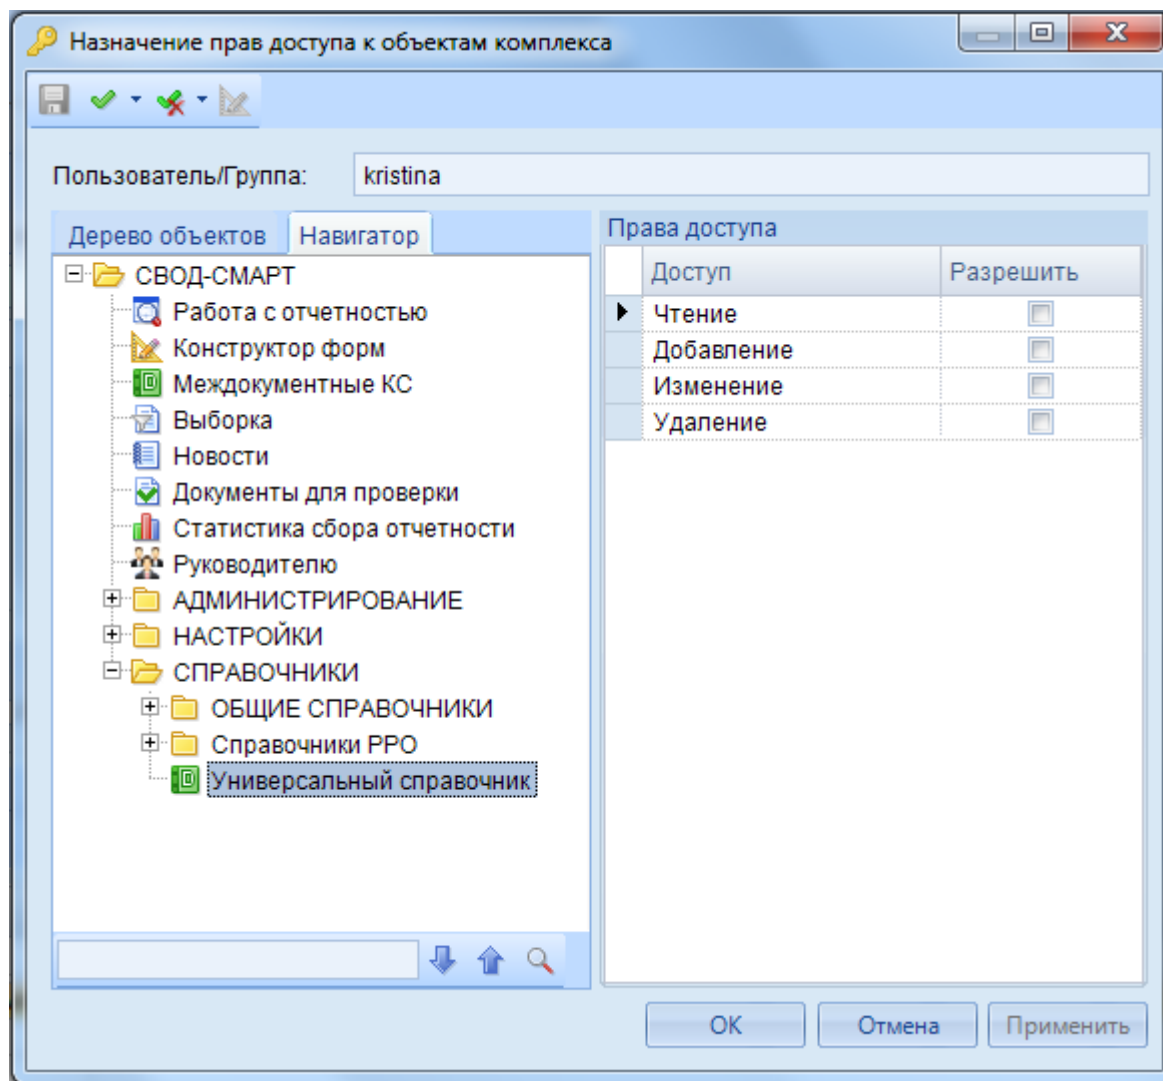 Назначение прав доступа к объектам комплекса
Пользователь/Группа: kristina
Дерево объектов Навигатор
СВОД-СМАРТ
Работа с отчетностью
Конструктор форм
Междокументные КС
Выборка
Новости
Документы для проверки
Статистика сбора отчетности
Руководителю
АДМИНИСТРИРОВАНИЕ
НАСТРОЙКИ
СПРАВОЧНИКИ
ОБЩИЕ СПРАВОЧНИКИ
Справочники РРО
Универсальный справочник
Права доступа
Доступ Разрешить
Чтение
Добавление
Изменение
Удаление
ОК Отмена Применить